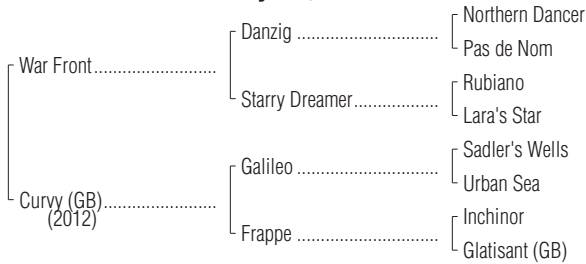 Northern Dancer
Danzig ..............................
Pas de Nom
War Front..........................
Rubiano
Starry Dreamer......................
Lara's Star
Sadler's Wells
Galileo ..............................
Urban Sea
Curvy (GB)........................
(2012)
Inchinor
Frappe ..............................
Glatisant (GB)